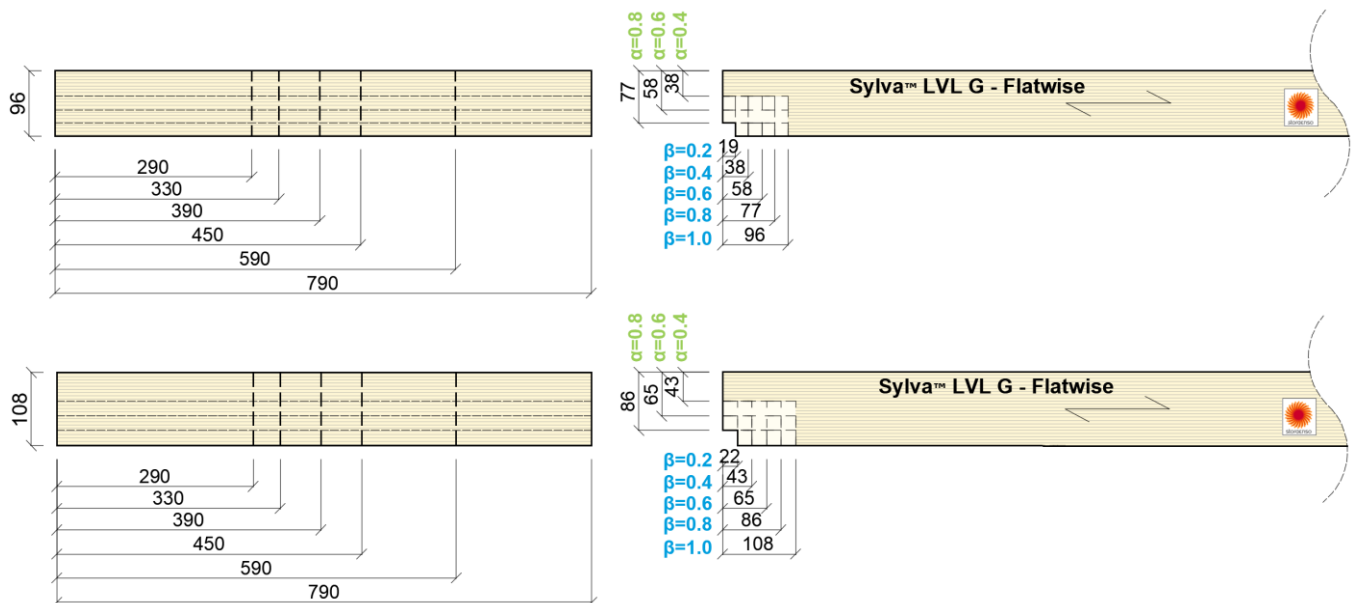 α=0.8
α=0.6
α=0.4
96
77
58
38
Sylva™ LVL G - Flatwise
storaenso
290
330
390
450
590
790
β=0.2 19
β=0.4 38
β=0.6 58
β=0.8 77
β=1.0 96
α=0.8
α=0.6
α=0.4
108
86
65
43
Sylva™ LVL G - Flatwise
storaenso
290
330
390
450
590
790
β=0.2 22
β=0.4 43
β=0.6 65
β=0.8 86
β=1.0 108